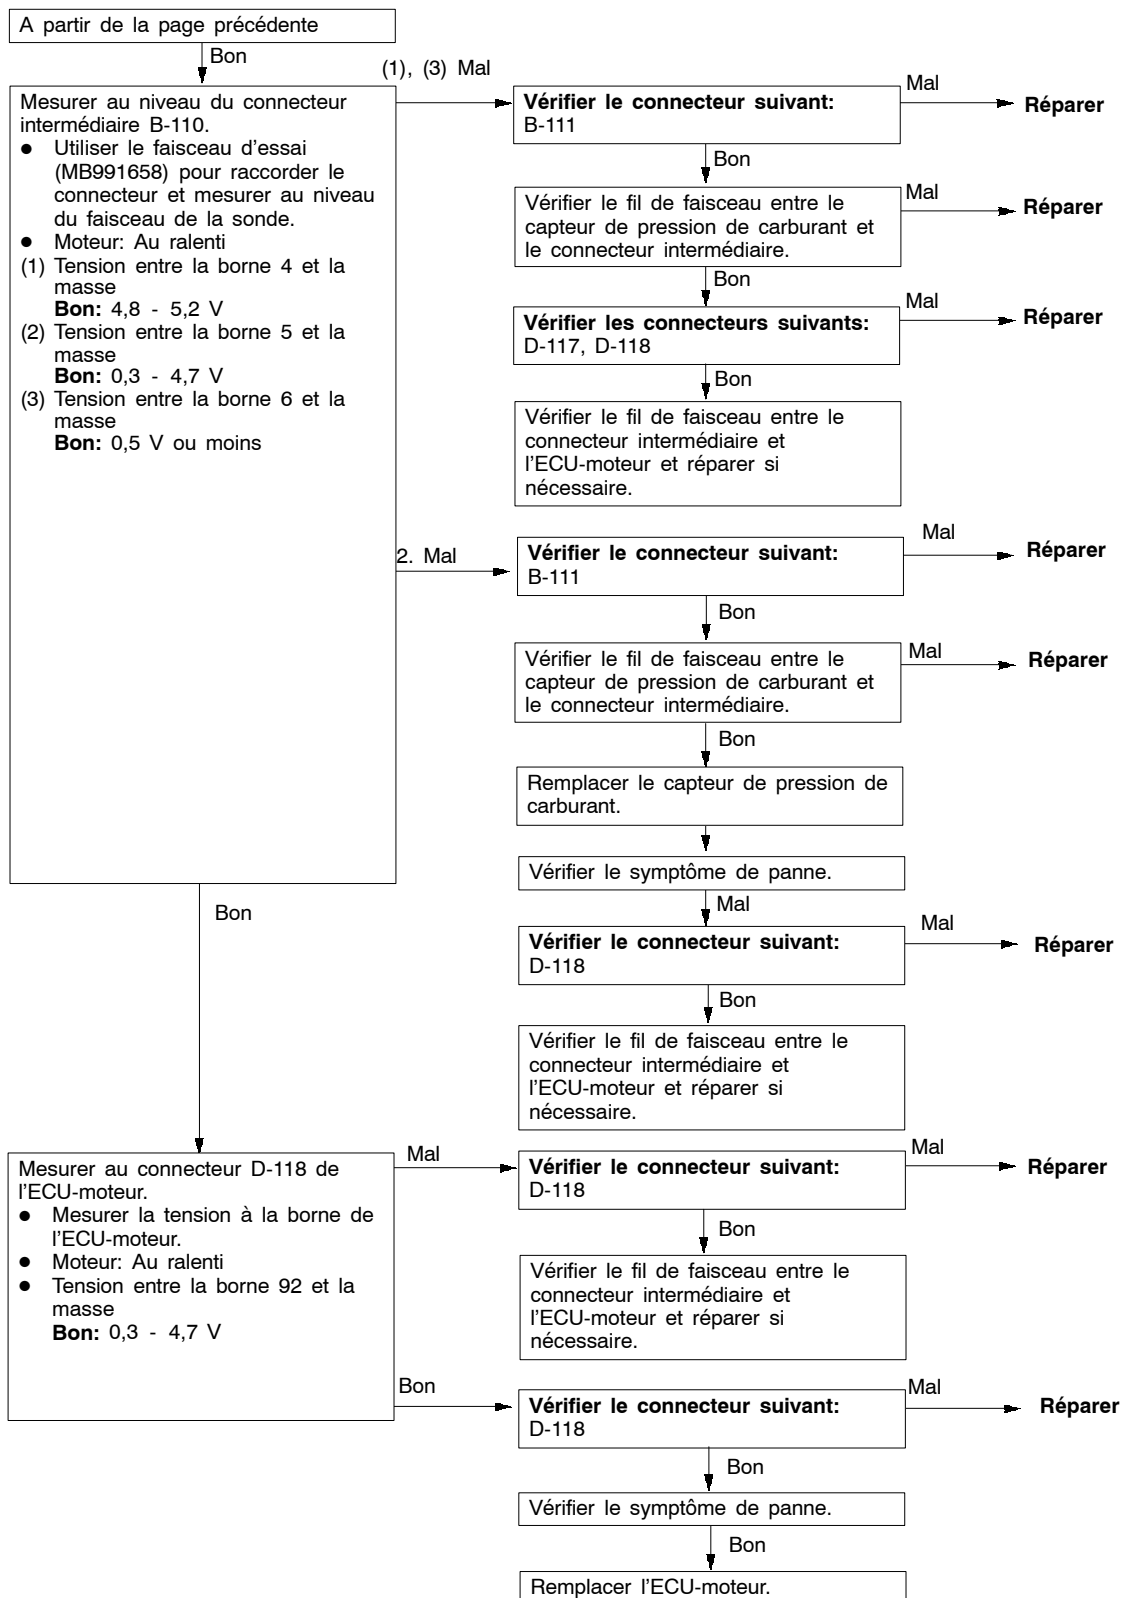 A partir de la page précédente
Bon
Mesurer au niveau du connecteur
intermédiaire B-110.
● Utiliser le faisceau d'essai
(MB991658) pour raccorder le
connecteur et mesurer au niveau
du faisceau de la sonde.
● Moteur: Au ralenti
(1) Tension entre la borne 4 et la
masse
Bon: 4,8 - 5,2 V
(2) Tension entre la borne 5 et la
masse
Bon: 0,3 - 4,7 V
(3) Tension entre la borne 6 et la
masse
Bon: 0,5 V ou moins
(1), (3) Mal
Vérifier le connecteur suivant:
B-111
Mal
Réparer
Bon
Vérifier le fil de faisceau entre le
capteur de pression de carburant et
le connecteur intermédiaire.
Mal
Réparer
Bon
Vérifier les connecteurs suivants:
D-117, D-118
Mal
Réparer
Bon
Vérifier le fil de faisceau entre le
connecteur intermédiaire et
l'ECU-moteur et réparer si
nécessaire.
2. Mal
Vérifier le connecteur suivant:
B-111
Mal
Réparer
Bon
Vérifier le fil de faisceau entre le
capteur de pression de carburant et
le connecteur intermédiaire.
Mal
Réparer
Bon
Remplacer le capteur de pression de
carburant.
Vérifier le symptôme de panne.
Mal
Vérifier le connecteur suivant:
D-118
Mal
Réparer
Bon
Vérifier le fil de faisceau entre le
connecteur intermédiaire et
l'ECU-moteur et réparer si
nécessaire.
Bon
Mesurer au connecteur D-118 de
l'ECU-moteur.
● Mesurer la tension à la borne de
l'ECU-moteur.
● Moteur: Au ralenti
● Tension entre la borne 92 et la
masse
Bon: 0,3 - 4,7 V
Mal
Vérifier le connecteur suivant:
D-118
Mal
Réparer
Bon
Vérifier le fil de faisceau entre le
connecteur intermédiaire et
l'ECU-moteur et réparer si
nécessaire.
Bon
Vérifier le connecteur suivant:
D-118
Mal
Réparer
Bon
Vérifier le symptôme de panne.
Bon
Remplacer l'ECU-moteur.